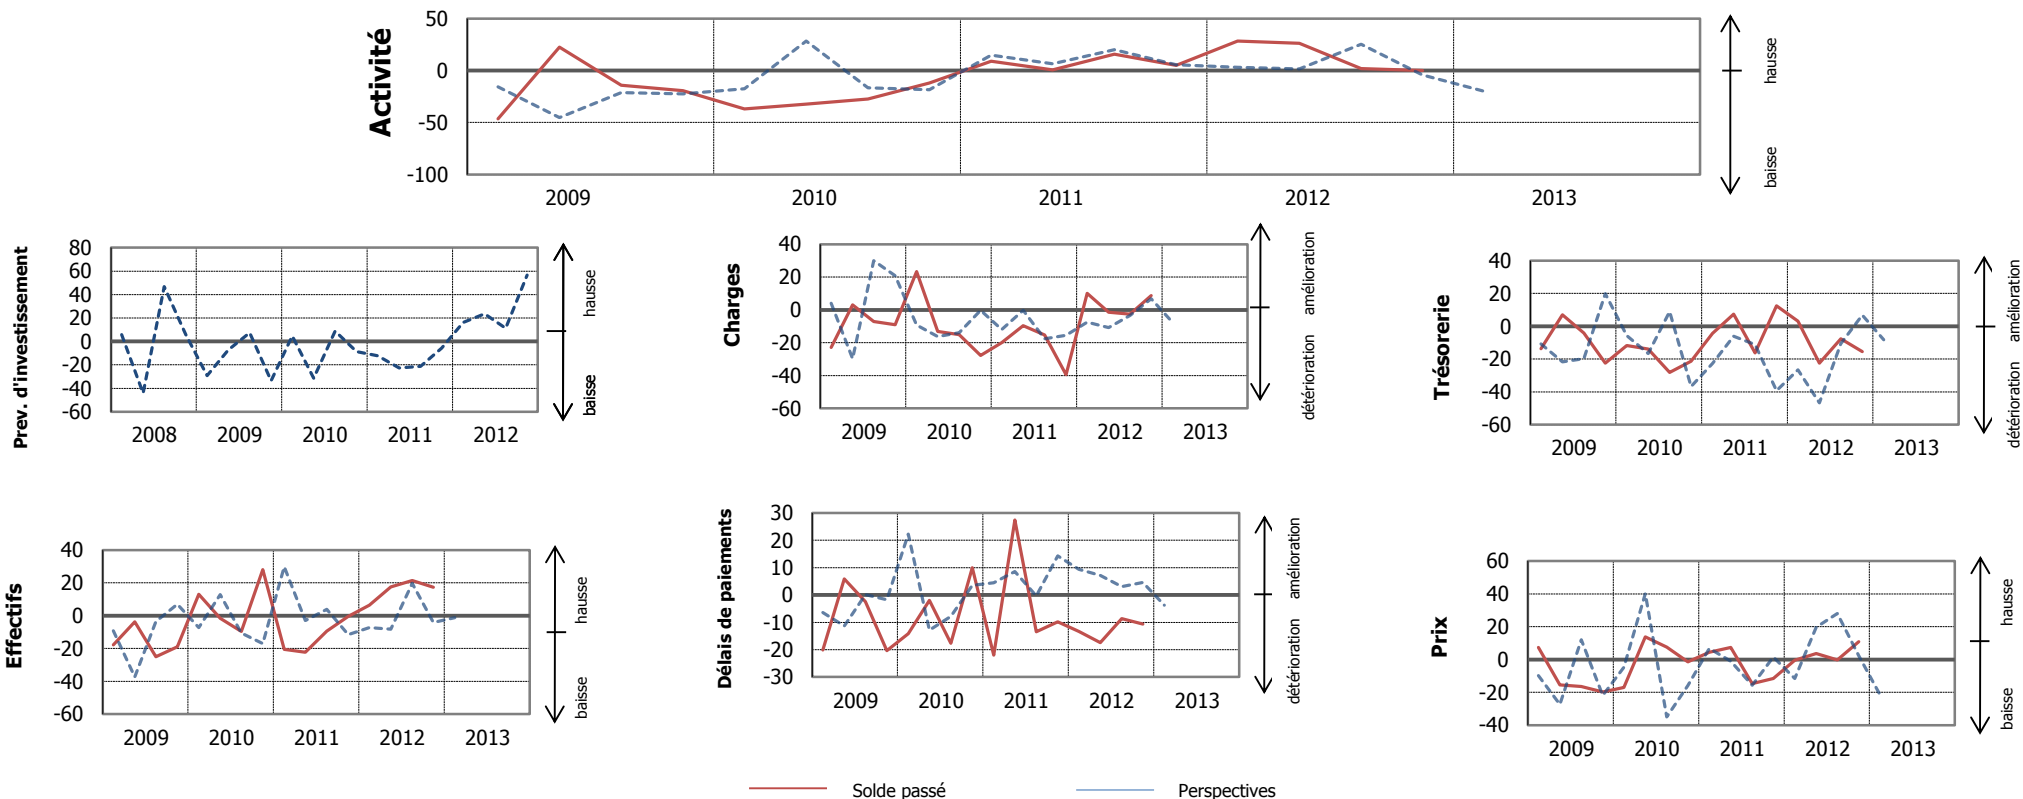 Activité
50
0
-50
-100
2009 2010 2011 2012 2013
hausse
baisse
Prev. d'investissement
80
60
40
20
0
-20
-40
-60
2008 2009 2010 2011 2012
hausse
baisse
Charges
40
20
0
-20
-40
-60
2009 2010 2011 2012 2013
amélioration
détérioration
Trésorerie
40
20
0
-20
-40
-60
2009 2010 2011 2012 2013
amélioration
détérioration
Effectifs
40
20
0
-20
-40
-60
2009 2010 2011 2012 2013
hausse
baisse
Délais de paiements
30
20
10
0
-10
-20
-30
2009 2010 2011 2012 2013
amélioration
détérioration
Prix
60
40
20
0
-20
-40
2009 2010 2011 2012 2013
hausse
baisse
Solde passé Perspectives